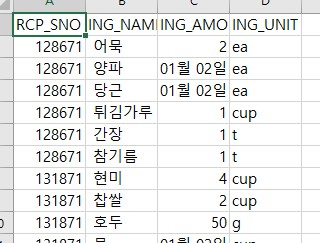 A B C D
RCP_SNO ING_NAM ING_AMO ING_UNIT
128671 어묵 2 ea
128671 양파 01월 02일 ea
128671 당근 01월 02일 ea
128671 튀김가루 1 cup
128671 간장 1 t
128671 참기름 1 t
131871 현미 4 cup
131871 찹쌀 2 cup
131871 호두 50 g
131871 01월 02일 cup